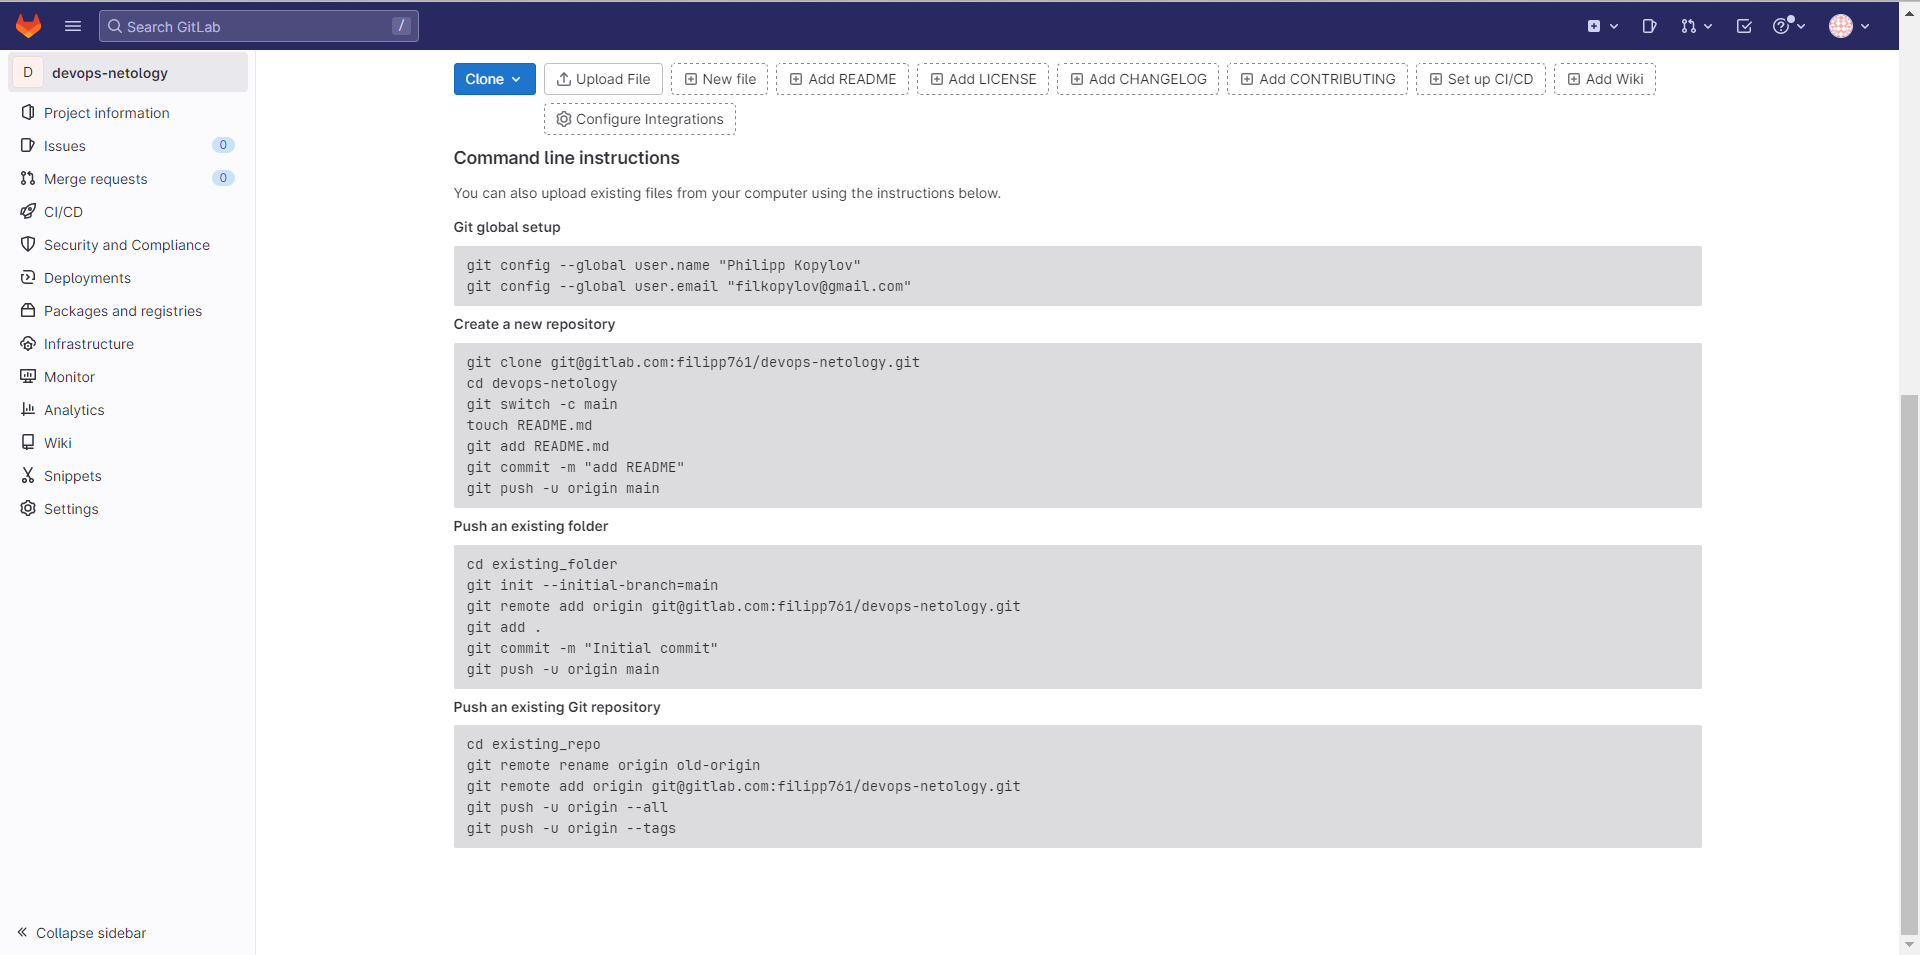 Search GitLab /
D devops-netology
Project information
Issues 0
Merge requests 0
CI/CD
Security and Compliance
Deployments
Packages and registries
Infrastructure
Monitor
Analytics
Wiki
Snippets
Settings
Collapse sidebar
Clone Upload File New file Add README Add LICENSE Add CHANGELOG Add CONTRIBUTING Set up CI/CD Add Wiki
Configure Integrations
Command line instructions
You can also upload existing files from your computer using the instructions below.
Git global setup
git config --global user.name "Philipp Kopylov"
git config --global user.email "filkopylov@gmail.com"
Create a new repository
git clone git@gitlab.com:filipp761/devops-netology.git
cd devops-netology
git switch -c main
touch README.md
git add README.md
git commit -m "add README"
git push -u origin main
Push an existing folder
cd existing_folder
git init --initial-branch=main
git remote add origin git@gitlab.com:filipp761/devops-netology.git
git add .
git commit -m "Initial commit"
git push -u origin main
Push an existing Git repository
cd existing_repo
git remote rename origin old-origin
git remote add origin git@gitlab.com:filipp761/devops-netology.git
git push -u origin --all
git push -u origin --tags